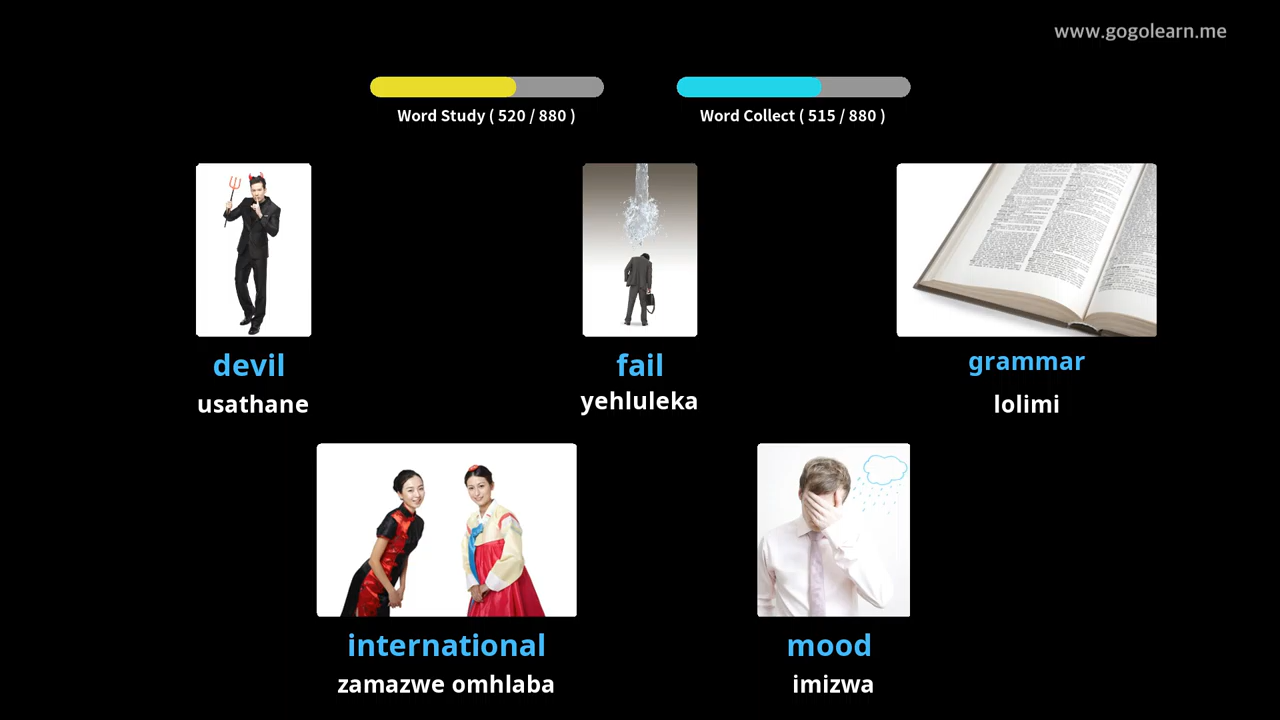 www.gogolearn.me
Word Study ( 520 / 880 )
Word Collect ( 515 / 880 )
devil
usathane
fail
yehluleka
grammar
lolimi
international
zamazwe omhlaba
mood
imizwa